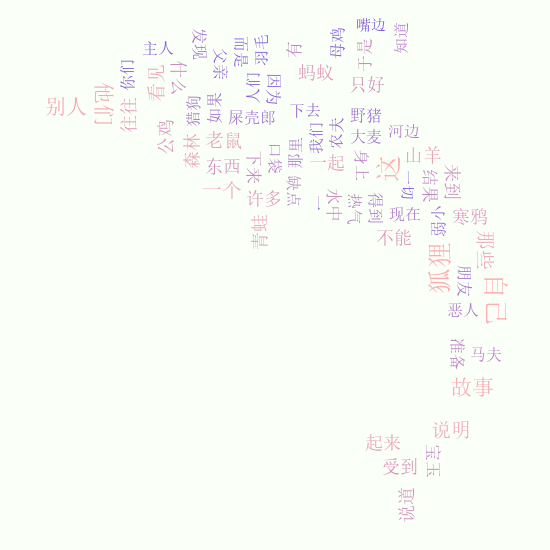 嘴边
母鸡
知道
主人
发现
父亲
而是
羽毛
有
于是
你们
看见
什么
人们
因为
蚂蚁
只好
别人
他们
往往
猎狗
如果
屎壳郎
下去
我们
农夫
野猪
大麦
河边
公鸡
森林
老鼠
东西
下来
口袋
那里
一起
身上
这
山羊
一切
结果
来到
一个
许多
缺点
一
水中
热气
得到
现在
小弱
寒鸦
青蛙
不能
狐狸
那些
朋友
自己
恶人
准备
马夫
故事
说明
起来
受到
宝玉
说道